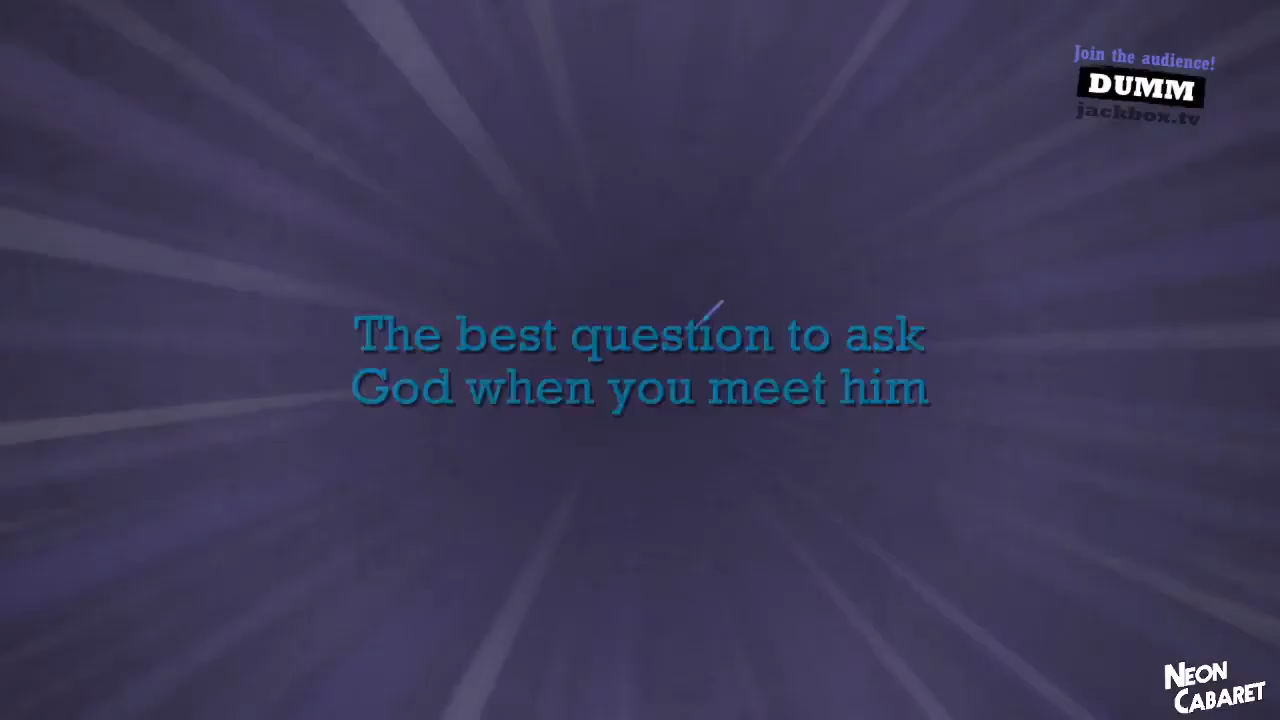 Join the audience!
DUMM
jackbox.tv
The best question to ask
God when you meet him
NEON
CABARET